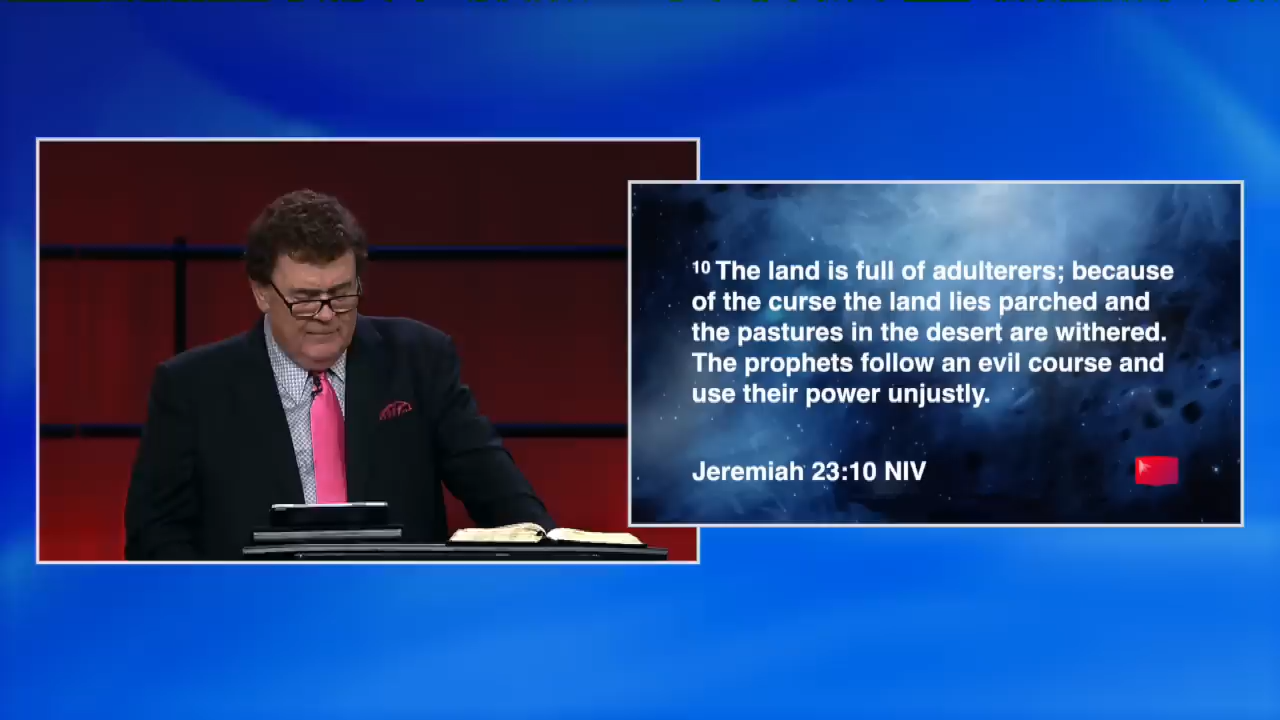 10 The land is full of adulterers; because
of the curse the land lies parched and
the pastures in the desert are withered.
The prophets follow an evil course and
use their power unjustly.
Jeremiah 23:10 NIV